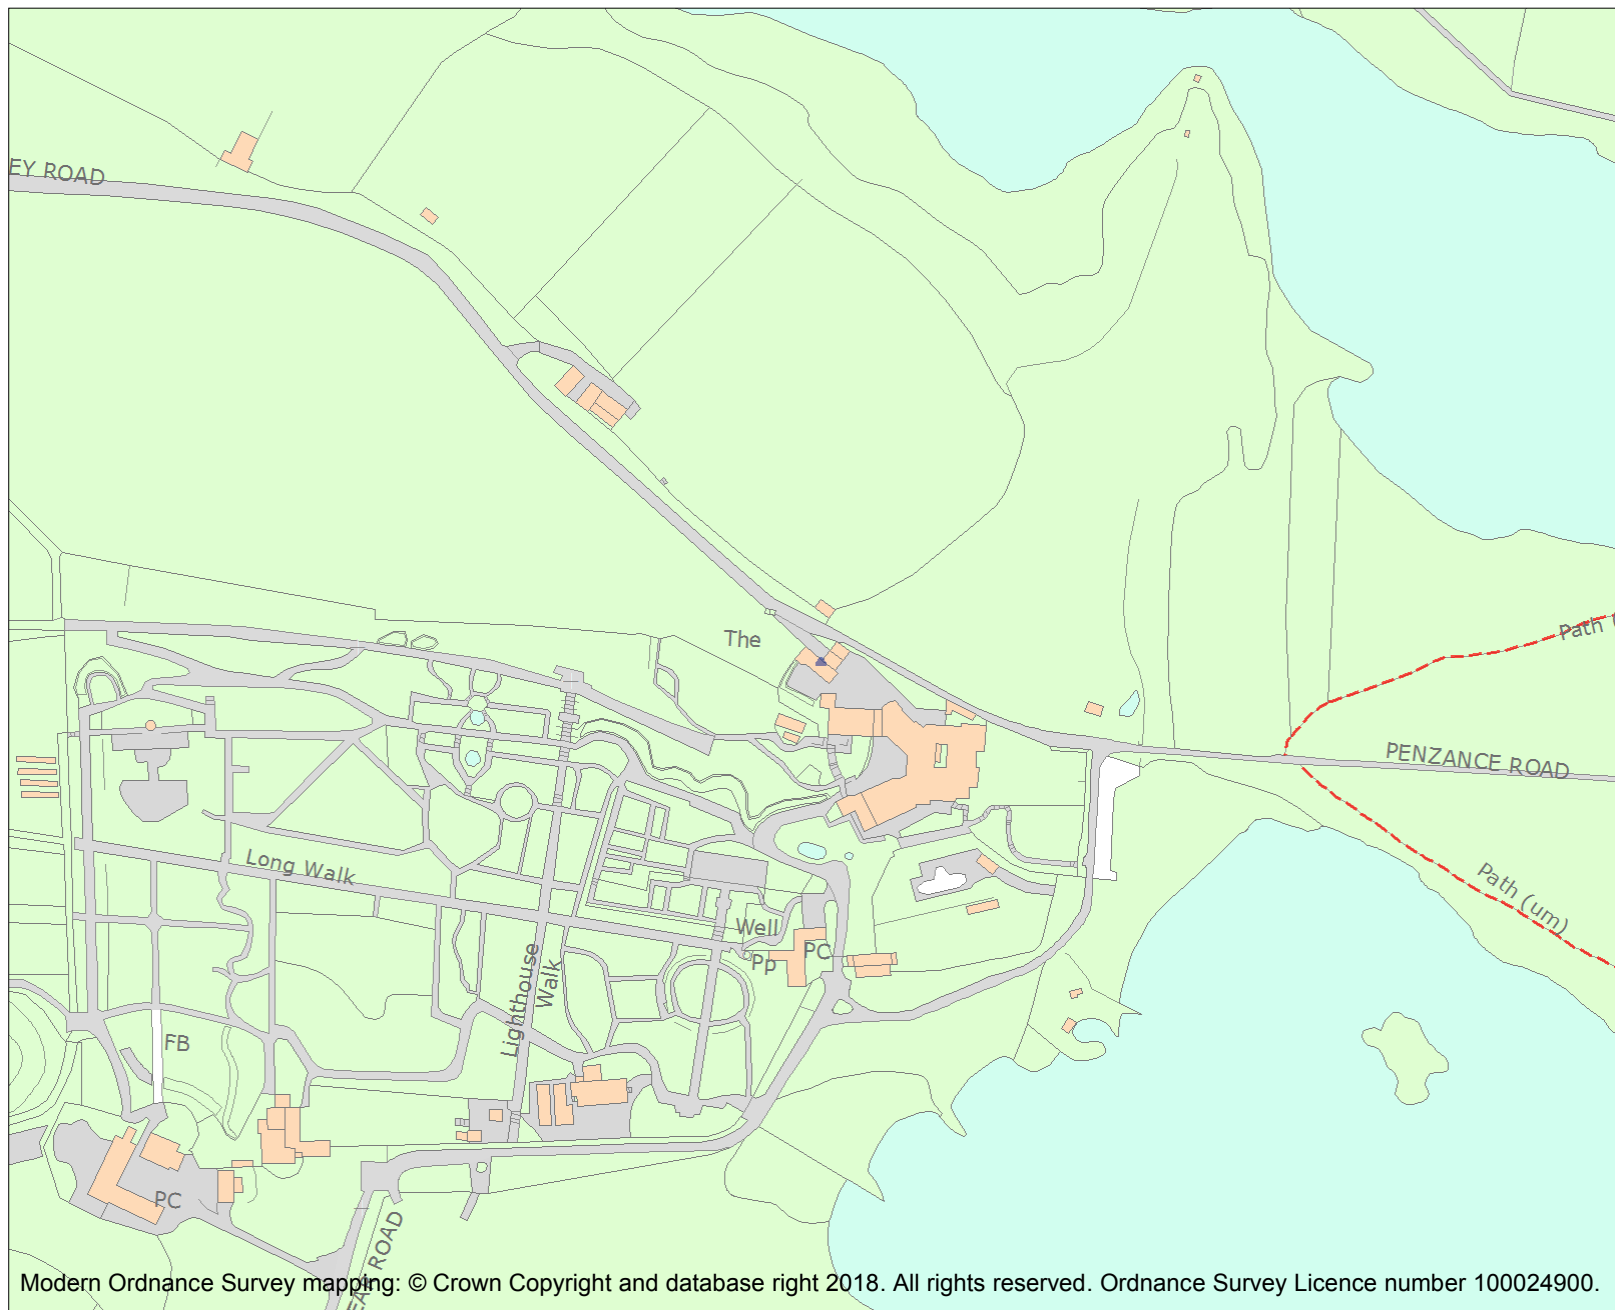 EY ROAD
The
Path
PENZANCE ROAD
Long Walk
Path (um)
Well
PC
Pp
Lighthouse
Walk
FB
PC
EAR ROAD
Modern Ordnance Survey mapping: © Crown Copyright and database right 2018. All rights reserved. Ordnance Survey Licence number 100024900.